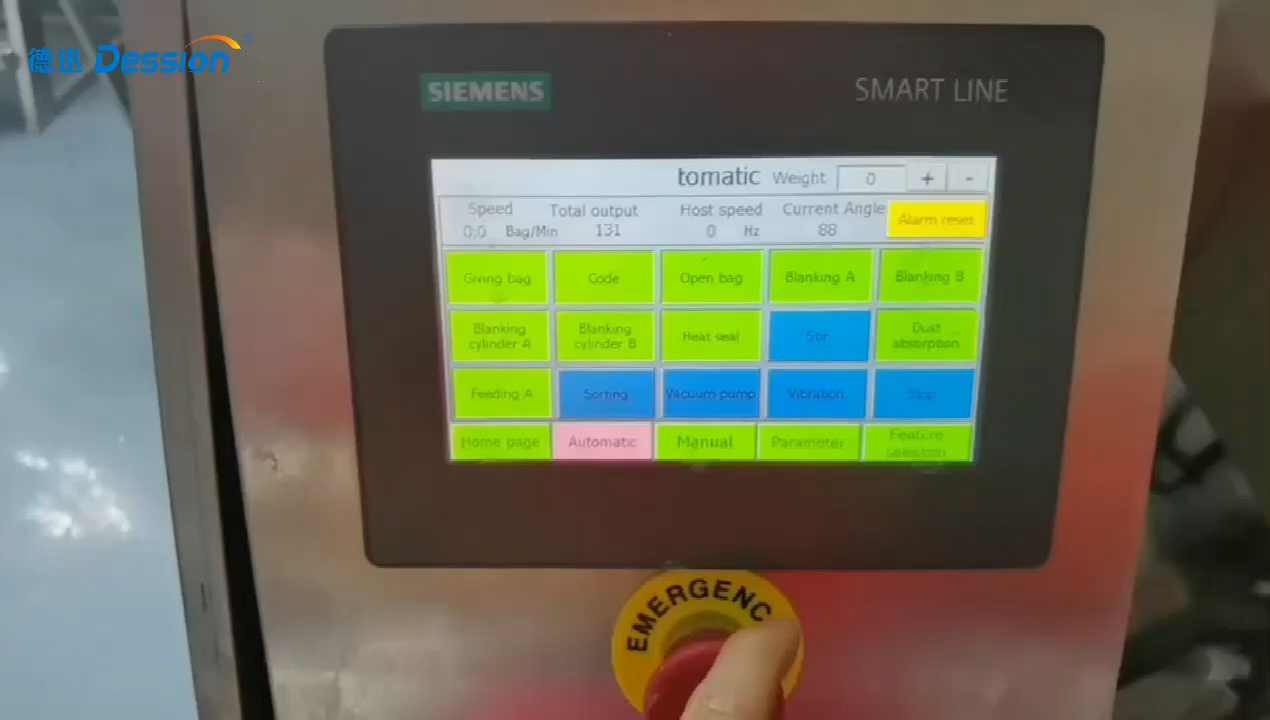 德迅 Dession
SIEMENS
SMART LINE
tomatic Weight 0 + -
Speed Total output Host speed Current Angle
0.0 Bag/Min 131 0 Hz 88
Alarm reset
Giving bag Code Open bag Blanking A Blanking B
Blanking cylinder A
Blanking cylinder B
Heat seal
Stir
Dust absorption
Feeding A Sorting Vacuum pump Vibration Stop
Home page Automatic Manual Parameter
Feature
selection
EMERGENC